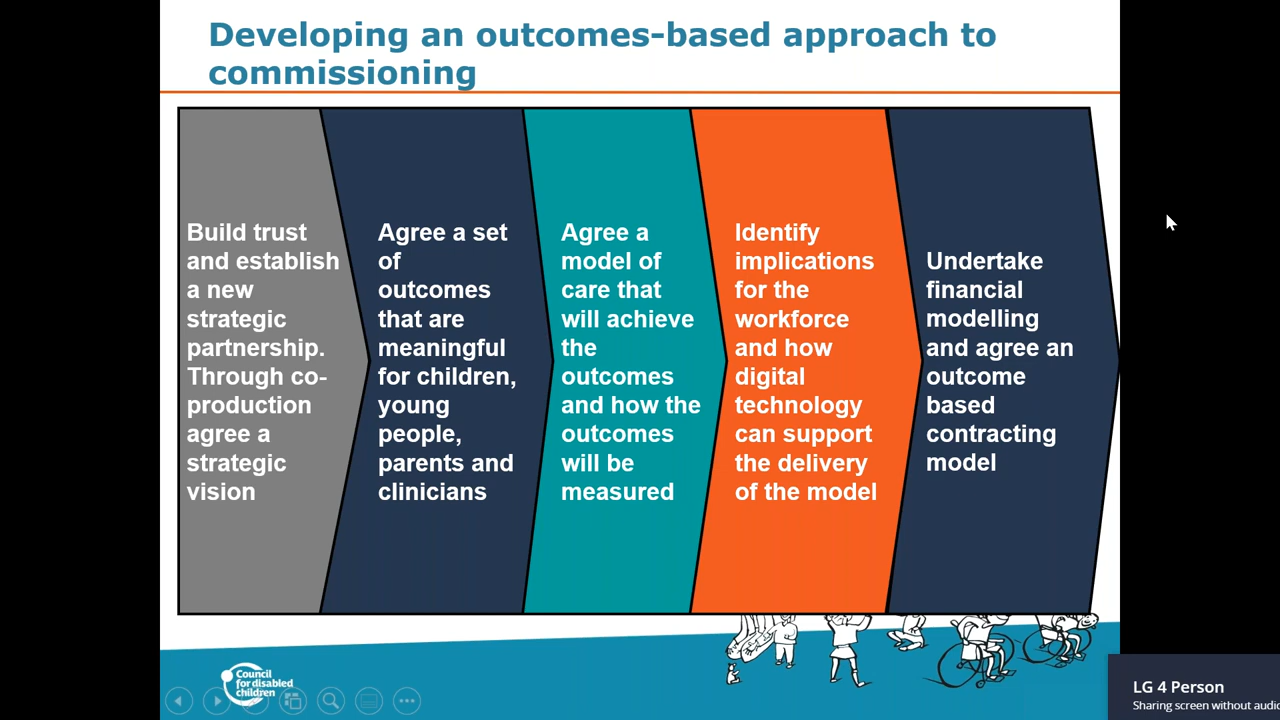 Developing an outcomes-based approach to
commissioning
Build trust
and establish
a new
strategic
partnership.
Through co-
production
agree a
strategic
vision
Agree a set
of
outcomes
that are
meaningful
for children,
young
people,
parents and
clinicians
Agree a
model of
care that
will achieve
the
outcomes
and how the
outcomes
will be
measured
Identify
implications
for the
workforce
and how
digital
technology
can support
the delivery
of the model
Undertake
financial
modelling
and agree an
outcome
based
contracting
model
Council
for disabled
children
LG 4 Person
Sharing screen without audio